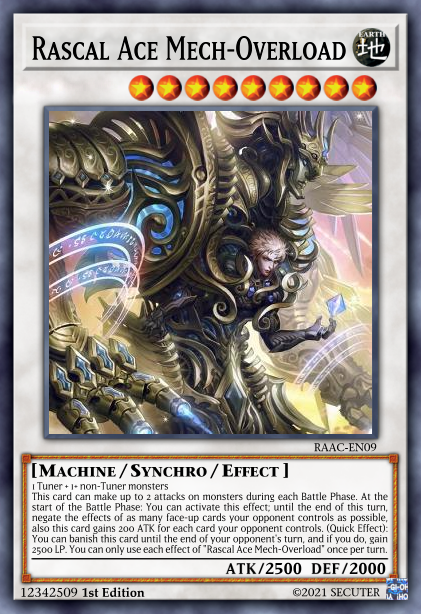 RASCAL ACE MECH-OVERLOAD
EARTH
地
RAAC-EN09
[MACHINE / SYNCHRO / EFFECT]
1 Tuner + 1+ non-Tuner monsters
This card can make up to 2 attacks on monsters during each Battle Phase. At the
start of the Battle Phase: You can activate this effect; until the end of this turn,
negate the effects of as many face-up cards your opponent controls as possible,
also this card gains 200 ATK for each card your opponent controls. (Quick Effect):
You can banish this card until the end of your opponent's turn, and if you do, gain
2500 LP. You can only use each effect of "Rascal Ace Mech-Overload" once per turn.
ATK/2500 DEF/2000
12342509 1st Edition ©2021 SECUTER